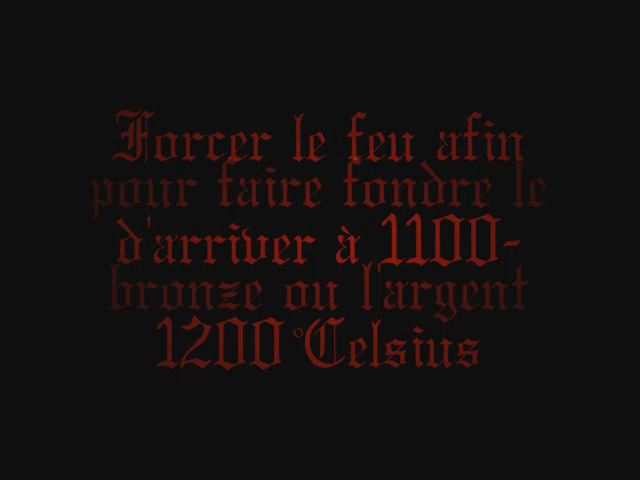 Forcer le feu afin
pour faire fondre le
d'arriver à 1100-
bronze ou l'argent
1200°Celsius